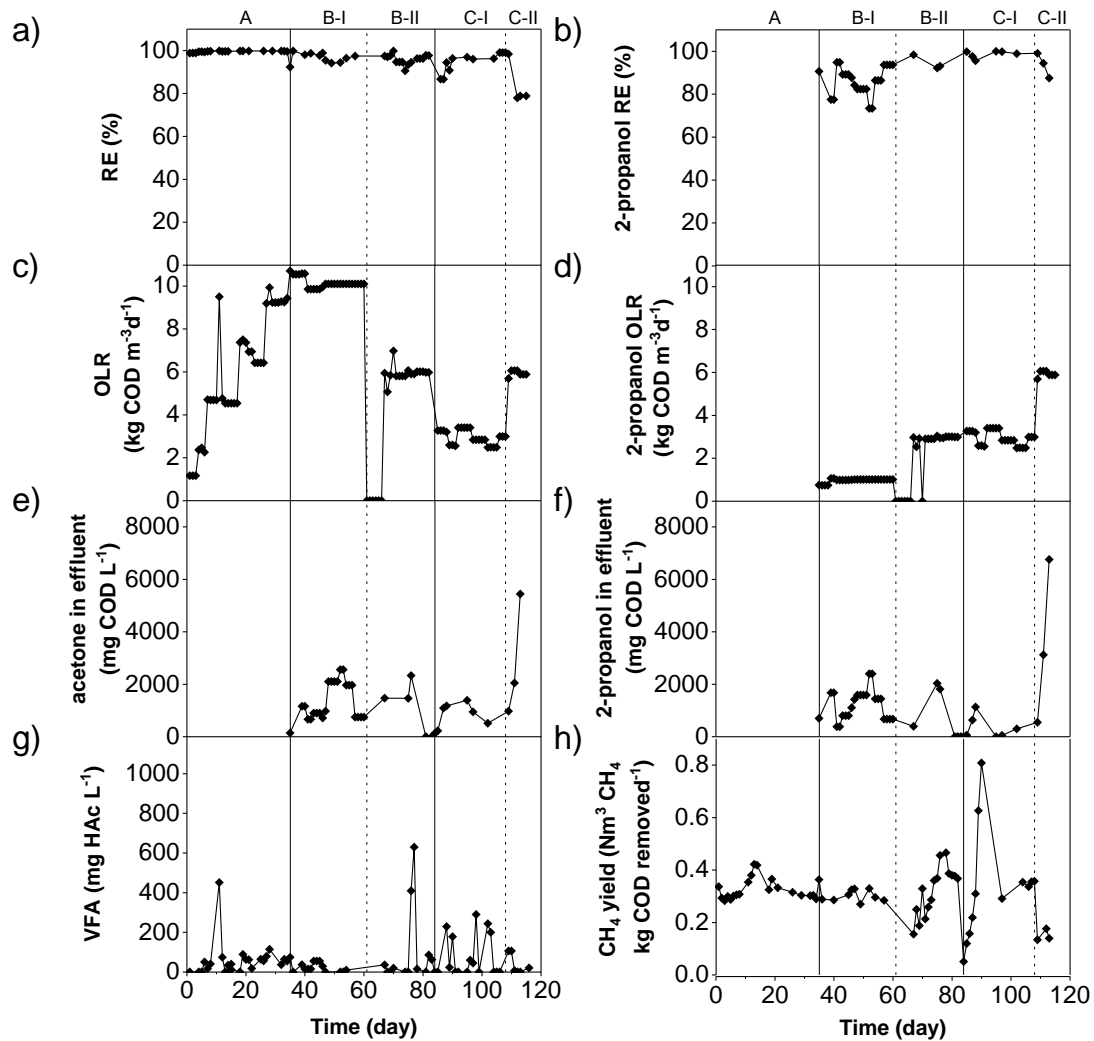 A B-I B-II C-I C-II
A B-I B-II C-I C-II
a)
RE (%)
100
80
60
40
20
0
b)
2-propanol RE (%)
100
80
60
40
20
0
c)
OLR
(kg COD m⁻³d⁻¹)
10
8
6
4
2
0
d)
2-propanol OLR
(kg COD m⁻³d⁻¹)
10
8
6
4
2
0
e)
acetone in effluent
(mg COD L⁻¹)
8000
6000
4000
2000
0
f)
2-propanol in effluent
(mg COD L⁻¹)
8000
6000
4000
2000
0
g)
VFA (mg HAc L⁻¹)
1000
800
600
400
200
0
0 20 40 60 80 100 120
Time (day)
h)
CH₄ yield (Nm³ CH₄
kg COD removed⁻¹)
0.8
0.6
0.4
0.2
0.0
0 20 40 60 80 100 120
Time (day)